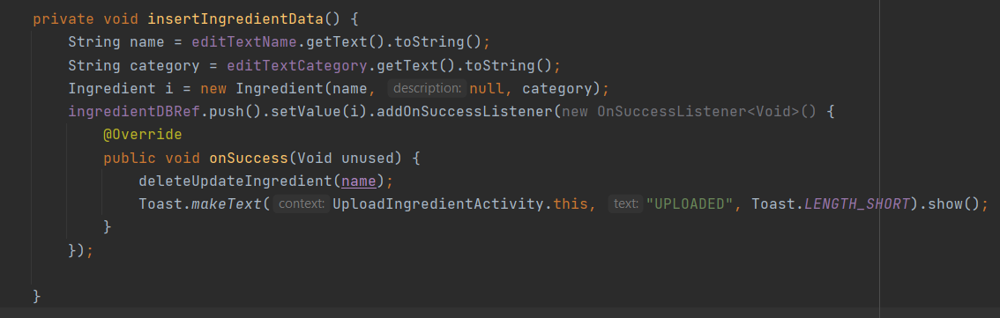 private void insertIngredientData() {
String name = editTextName.getText().toString();
String category = editTextCategory.getText().toString();
Ingredient i = new Ingredient(name, description: null, category);
ingredientDBRef.push().setValue(i).addOnSuccessListener(new OnSuccessListener<Void>() {
@Override
public void onSuccess(Void unused) {
deleteUpdateIngredient(name);
Toast.makeText( context: UploadIngredientActivity.this, text: "UPLOADED", Toast.LENGTH_SHORT).show();
}
});
}